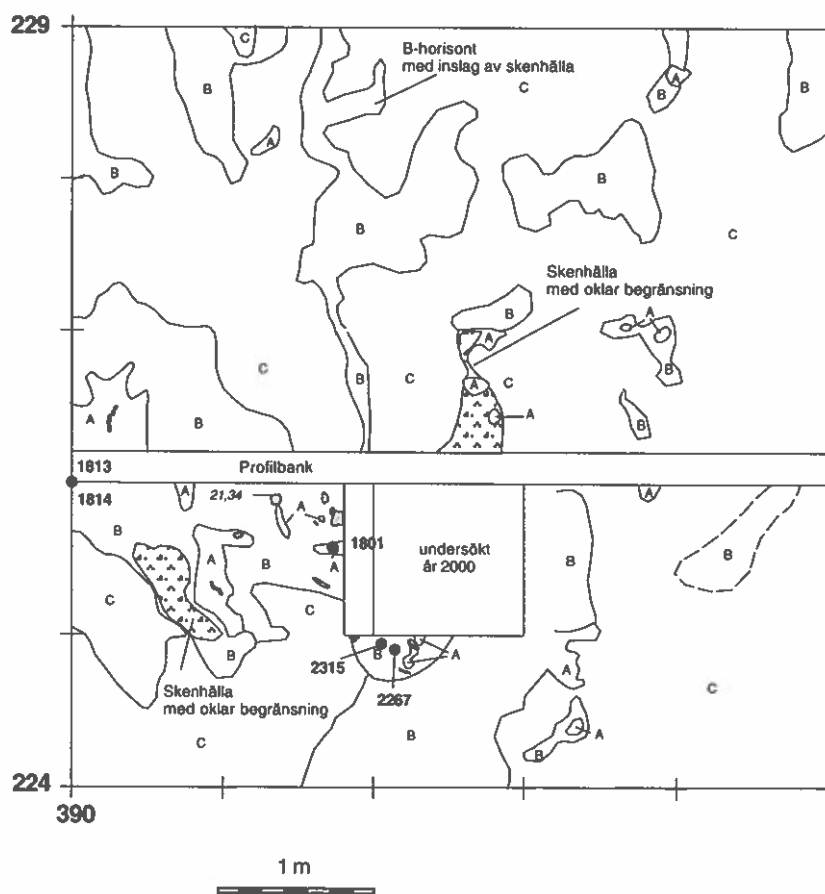 229
C
B
A
B
B-horisont
med inslag av skenhälla
C
A
B
B
B
B
C
Skenhälla
med oklar begränsning
B
A
A
C
B
C
A
C
A
B
B
A
B
1813
Profilbank
1814
21,34
A
A
A
B
A
B
1801
A
undersökt
år 2000
B
B
C
C
B
Skenhälla
med oklar begränsning
C
2315
B
2267
A
B
A
B
A
C
224
390
1 m